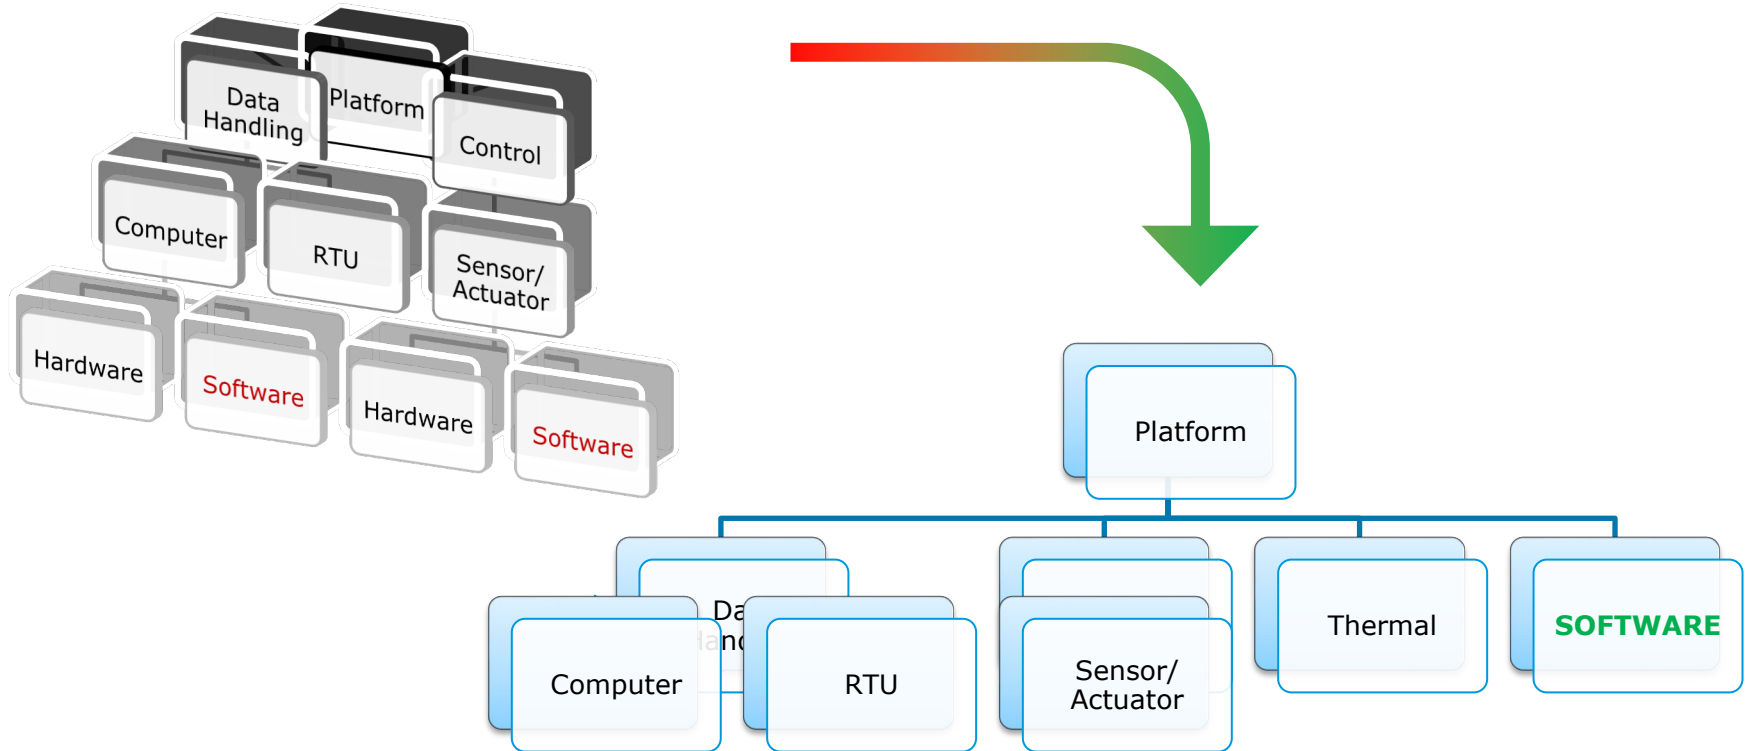 Data
Handling
Platform
Control
Computer
RTU
Sensor/
Actuator
Hardware
Software
Hardware
Software
Platform
Thermal
SOFTWARE
Computer
RTU
Sensor/
Actuator